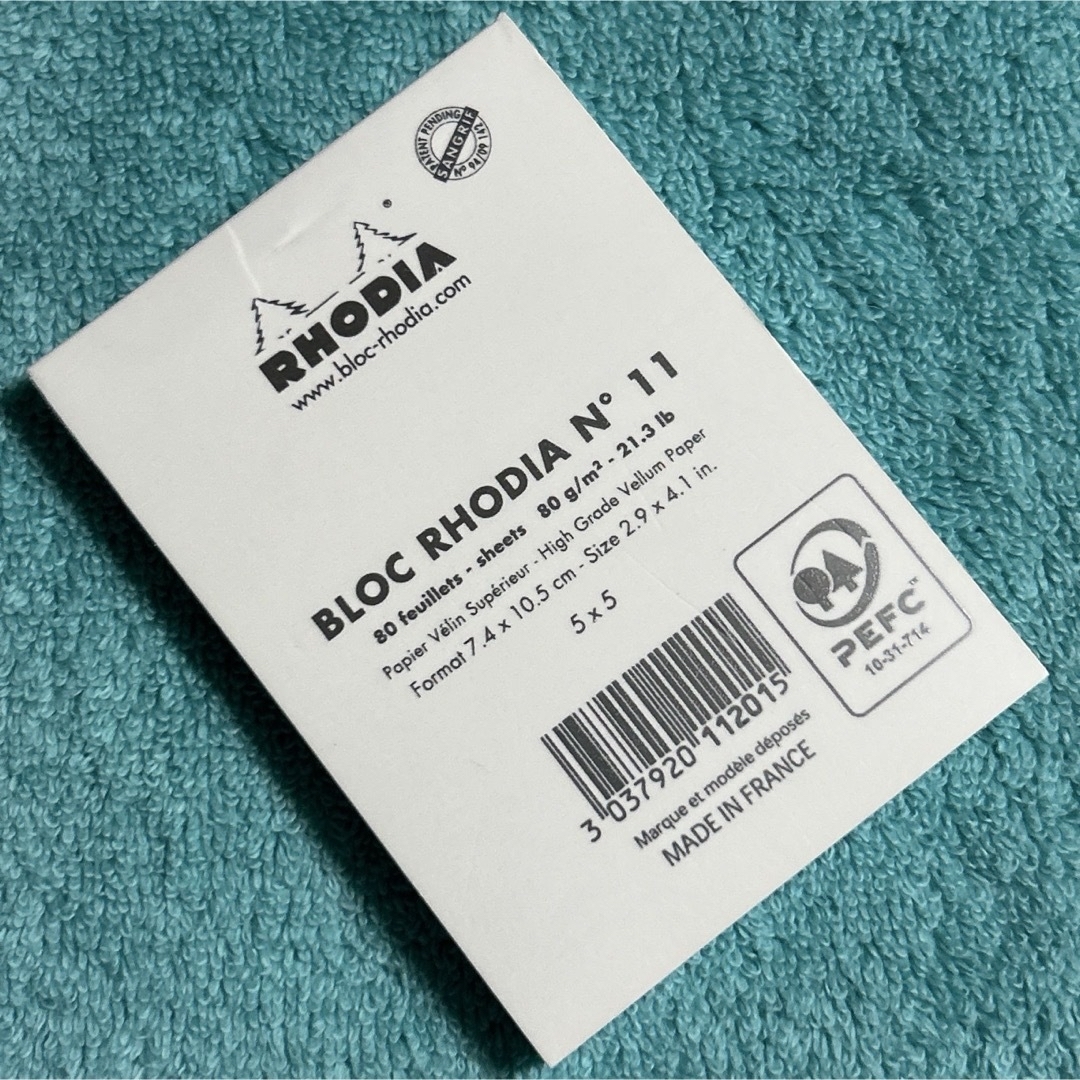 PATENT PENDING
SANGRIF
N° 94/09 142
RHODIA®
www.bloc-rhodia.com
BLOC RHODIA N° 11
80 feuillets - sheets 80 g/m² - 21.3 lb
Papier Vélin Supérieur - High Grade Vellum Paper
Format 7.4 x 10.5 cm - Size 2.9 x 4.1 in.
5 x 5
3 037920 112015
Marque et modèle déposés
MADE IN FRANCE
PEFC™
10-31-714